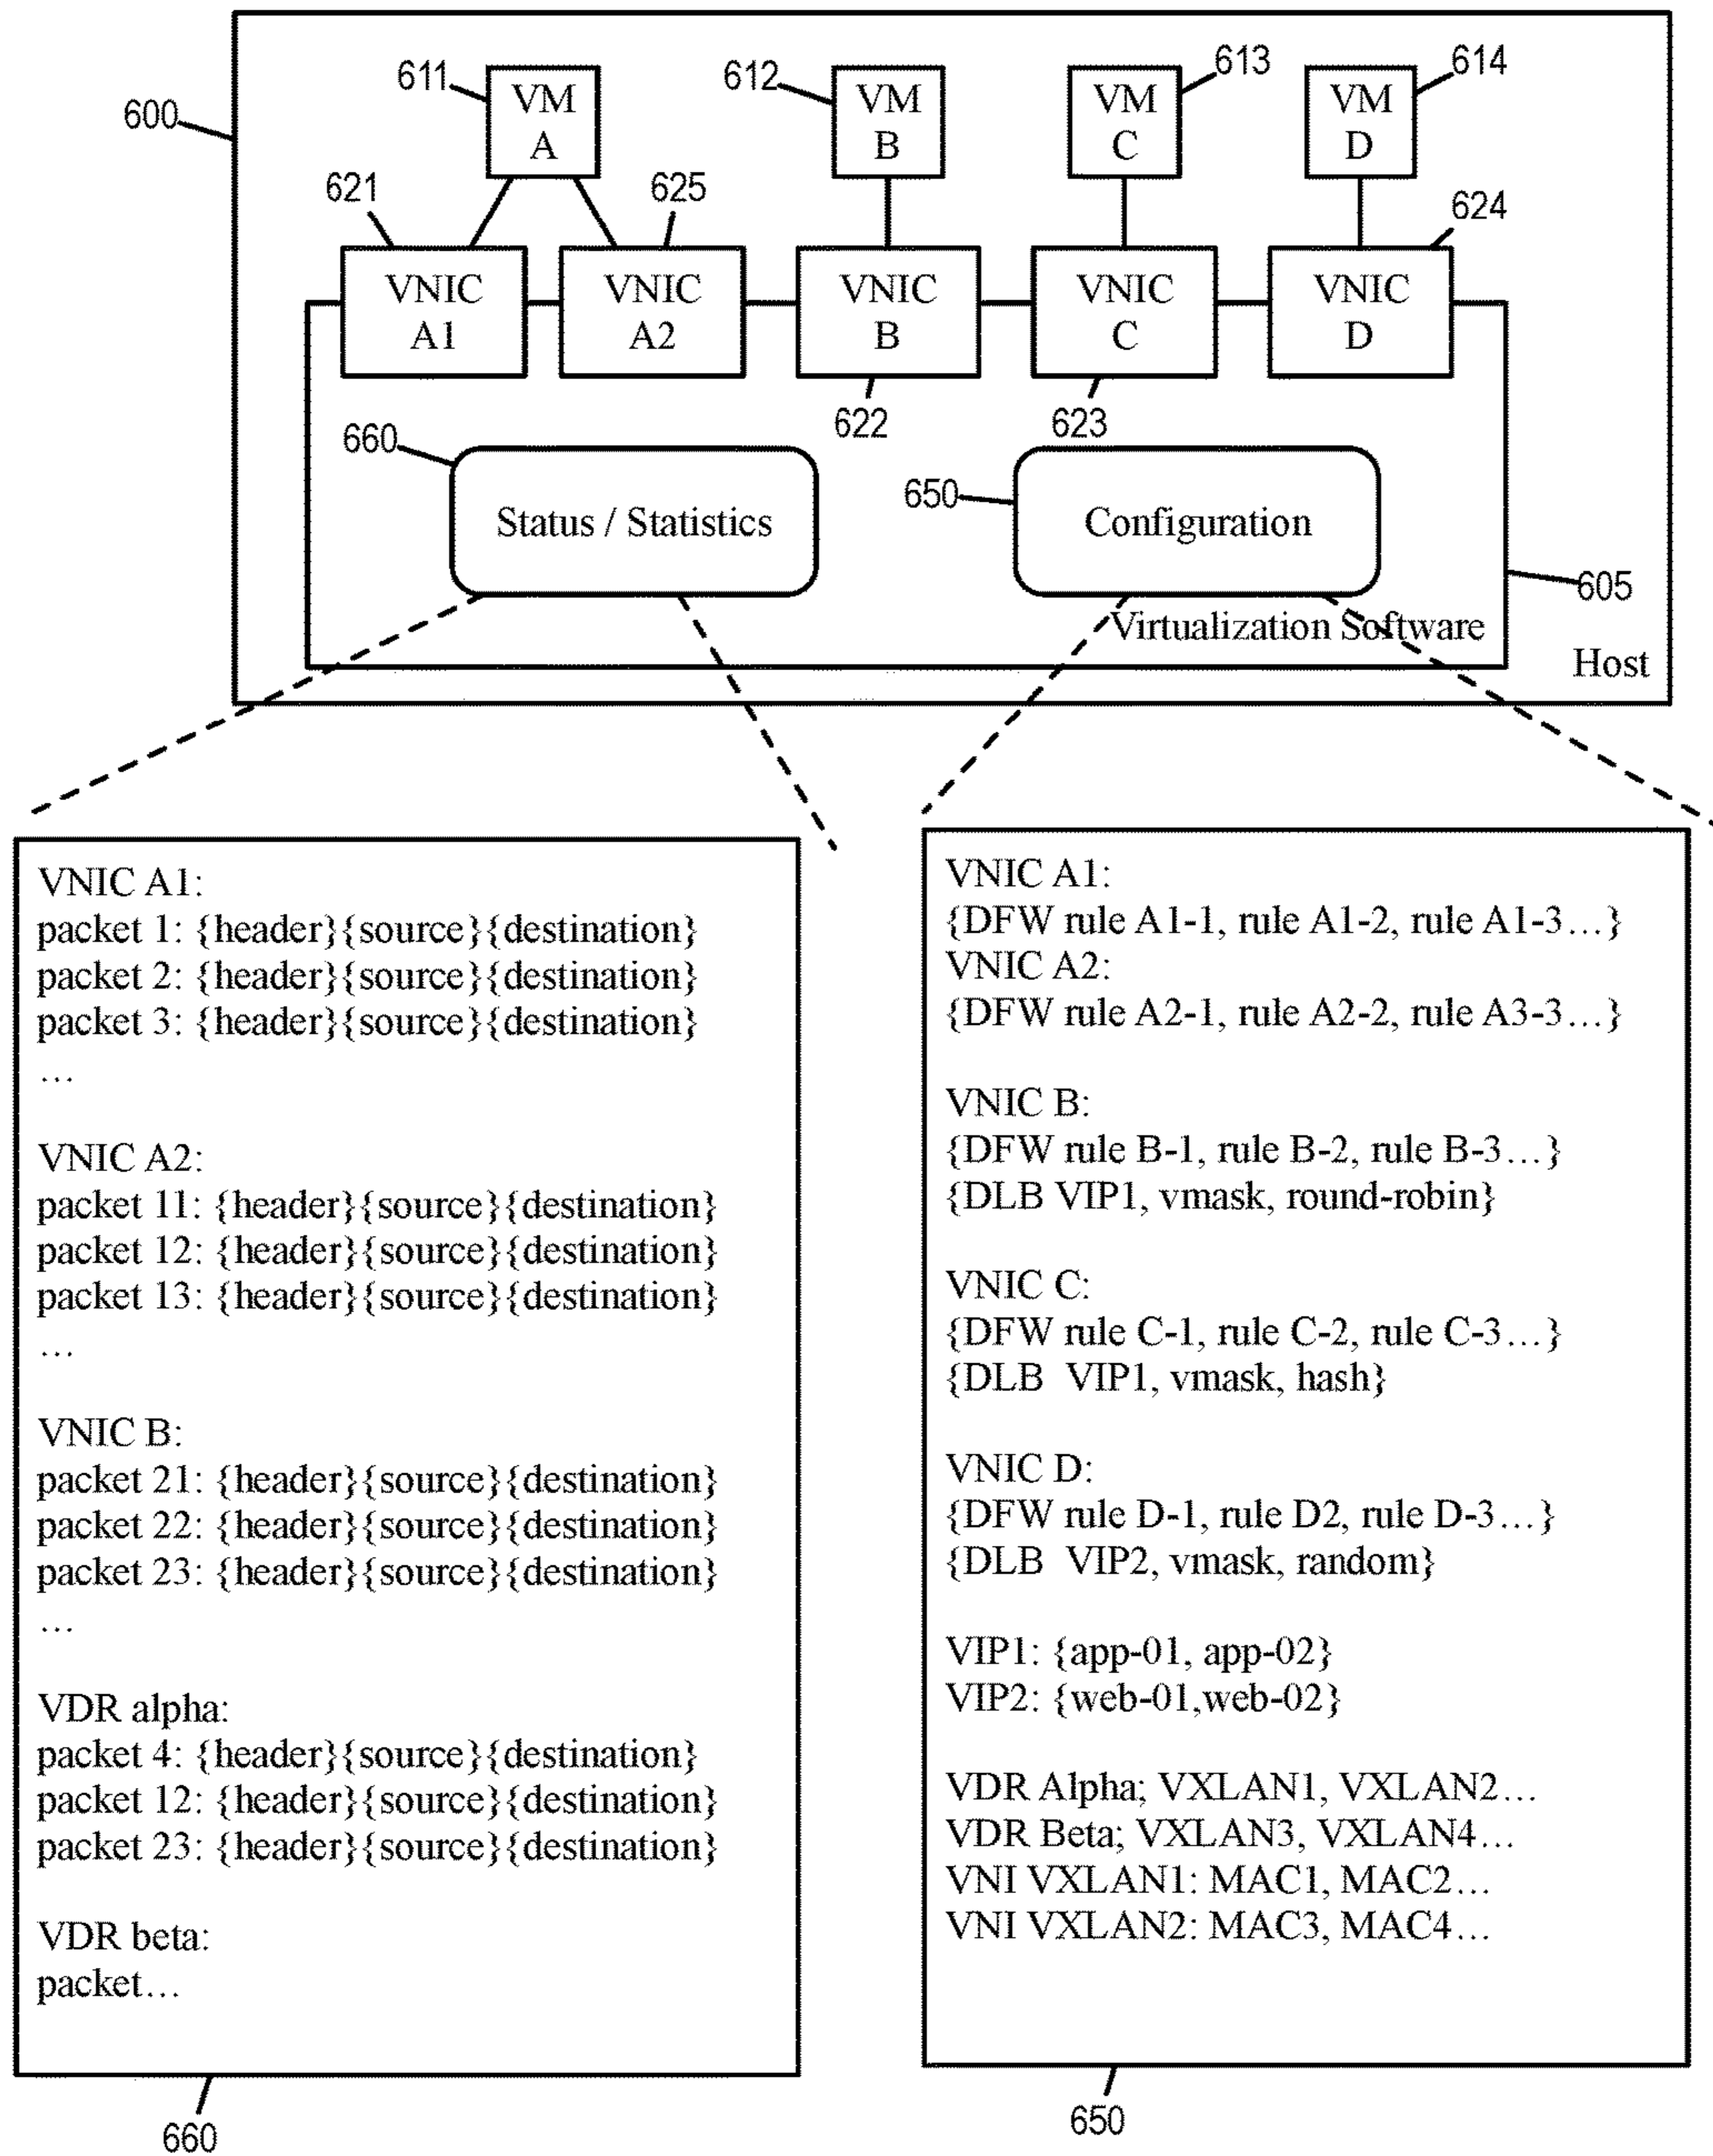 611
VM
A
612
VM
B
613
VM
C
614
VM
D
600
621
625
624
VNIC
A1
VNIC
A2
VNIC
B
VNIC
C
VNIC
D
622
623
660
650
Status / Statistics
Configuration
605
Virtualization Software
Host
VNIC A1:
packet 1: {header}{source}{destination}
packet 2: {header}{source}{destination}
packet 3: {header}{source}{destination}
…
VNIC A2:
packet 11: {header}{source}{destination}
packet 12: {header}{source}{destination}
packet 13: {header}{source}{destination}
…
VNIC B:
packet 21: {header}{source}{destination}
packet 22: {header}{source}{destination}
packet 23: {header}{source}{destination}
…
VDR alpha:
packet 4: {header}{source}{destination}
packet 12: {header}{source}{destination}
packet 23: {header}{source}{destination}
VDR beta:
packet…
660
VNIC A1:
{DFW rule A1-1, rule A1-2, rule A1-3…}
VNIC A2:
{DFW rule A2-1, rule A2-2, rule A3-3…}
VNIC B:
{DFW rule B-1, rule B-2, rule B-3…}
{DLB VIP1, vmask, round-robin}
VNIC C:
{DFW rule C-1, rule C-2, rule C-3…}
{DLB VIP1, vmask, hash}
VNIC D:
{DFW rule D-1, rule D2, rule D-3…}
{DLB VIP2, vmask, random}
VIP1: {app-01, app-02}
VIP2: {web-01,web-02}
VDR Alpha; VXLAN1, VXLAN2…
VDR Beta; VXLAN3, VXLAN4…
VNI VXLAN1: MAC1, MAC2…
VNI VXLAN2: MAC3, MAC4…
650